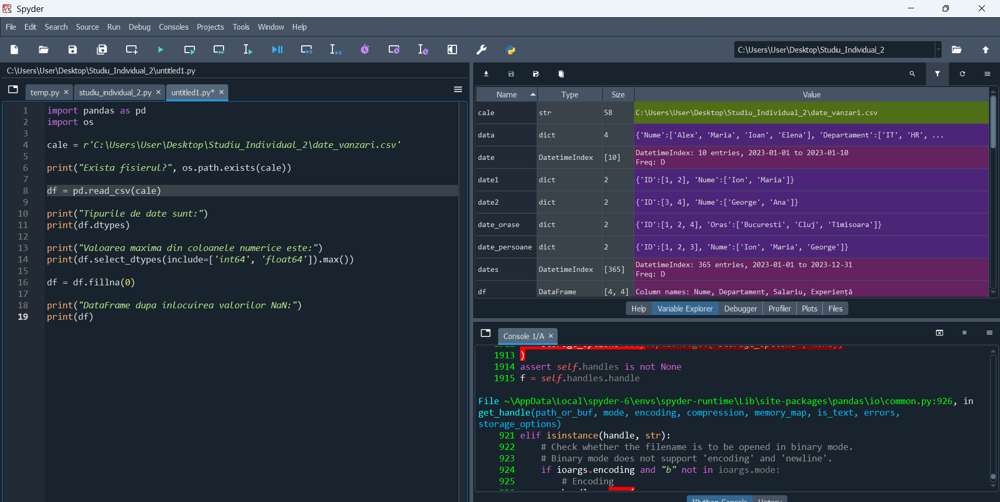 Spyder
File Edit Search Source Run Debug Consoles Projects Tools Window Help
C:\Users\User\Desktop\Studiu_Individual_2
C:\Users\User\Desktop\Studiu_Individual_2\untitled1.py
temp.py studiu_individual_2.py untitled1.py*
1 import pandas as pd
2 import os
3
4 cale = r'C:\Users\User\Desktop\Studiu_Individual_2\date_vanzari.csv'
5
6 print("Exista fisierul?", os.path.exists(cale))
7
8 df = pd.read_csv(cale)
9
10 print("Tipurile de date sunt:")
11 print(df.dtypes)
12
13 print("Valoarea maxima din coloanele numerice este:")
14 print(df.select_dtypes(include=['int64', 'float64']).max())
15
16 df = df.fillna(0)
17
18 print("DataFrame dupa inlocuirea valorilor NaN:")
19 print(df)
Name Type Size Value
cale str 58 C:\Users\User\Desktop\Studiu_Individual_2\date_vanzari.csv
data dict 4 {'Nume':['Alex', 'Maria', 'Ioan', 'Elena'], 'Departament':['IT', 'HR', ...
date DatetimeIndex [10] DatetimeIndex: 10 entries, 2023-01-01 to 2023-01-10
Freq: D
date1 dict 2 {'ID':[1, 2], 'Nume':['Ion', 'Maria']}
date2 dict 2 {'ID':[3, 4], 'Nume':['George', 'Ana']}
date_orase dict 2 {'ID':[1, 2, 4], 'Oras':['Bucuresti', 'Cluj', 'Timisoara']}
date_persoane dict 2 {'ID':[1, 2, 3], 'Nume':['Ion', 'Maria', 'George']}
dates DatetimeIndex [365] DatetimeIndex: 365 entries, 2023-01-01 to 2023-12-31
Freq: D
df DataFrame [4, 4] Column names: Nume, Departament, Salariu, Experiență
Help Variable Explorer Debugger Profiler Plots Files
Console 1/A
1913 )
1914 assert self.handles is not None
1915 f = self.handles.handle
File ~\AppData\Local\spyder-6\envs\spyder-runtime\Lib\site-packages\pandas\io\common.py:926, in
get_handle(path_or_buf, mode, encoding, compression, memory_map, is_text, errors,
storage_options)
921 elif isinstance(handle, str):
922 # Check whether the filename is to be opened in binary mode.
923 # Binary mode does not support 'encoding' and 'newline'.
924 if ioargs.encoding and "b" not in ioargs.mode:
925 # Encoding
IPython Console History